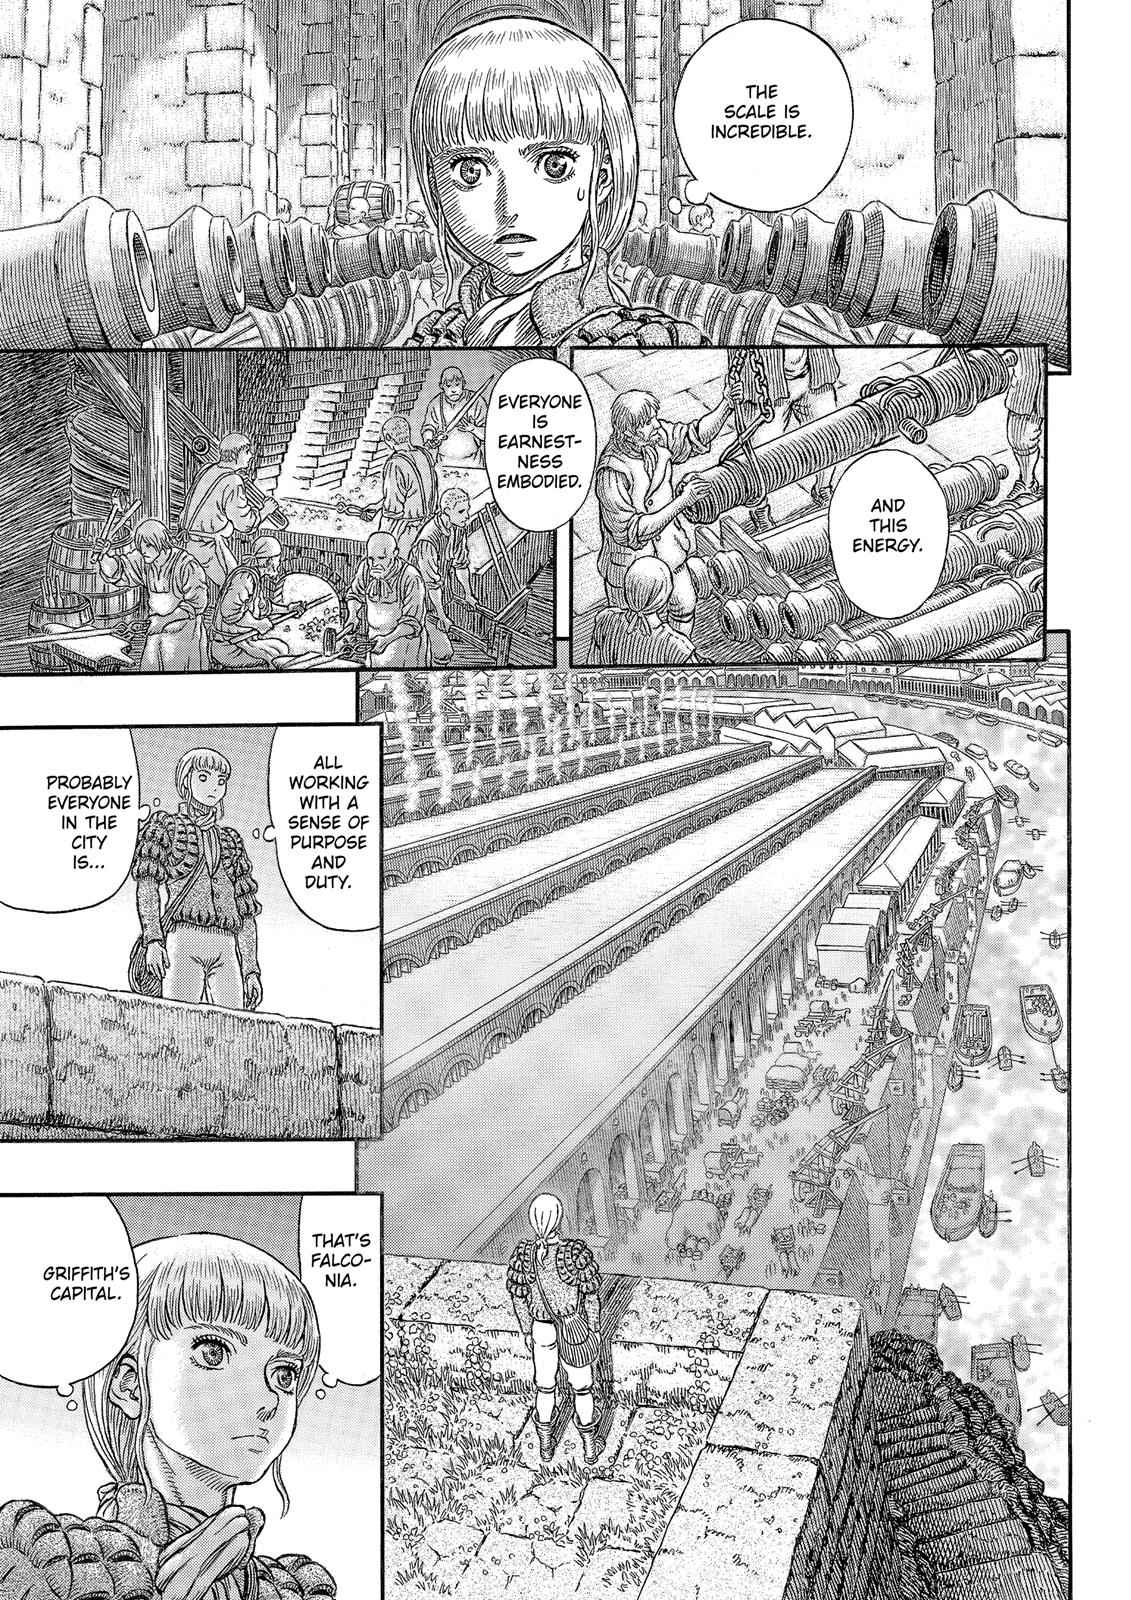 THE
SCALE IS
INCREDIBLE.
AND
THIS
ENERGY.
EVERYONE
IS
EARNEST-
NESS
EMBODIED.
ALL
WORKING
WITH A
SENSE OF
PURPOSE
AND
DUTY.
PROBABLY
EVERYONE
IN THE
CITY
IS...
THAT'S
FALCO-
NIA.
GRIFFITH'S
CAPITAL.